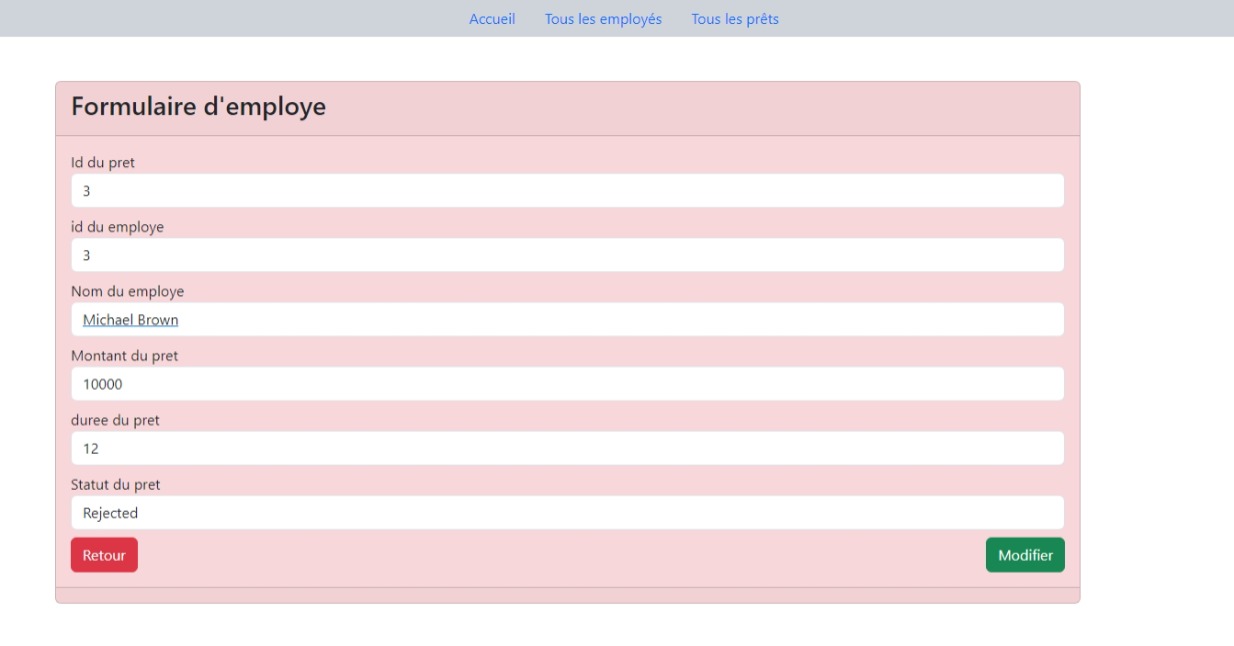 Accueil Tous les employés Tous les prêts
Formulaire d'employe
Id du pret
3
id du employe
3
Nom du employe
Michael Brown
Montant du pret
10000
duree du pret
12
Statut du pret
Rejected
Retour Modifier